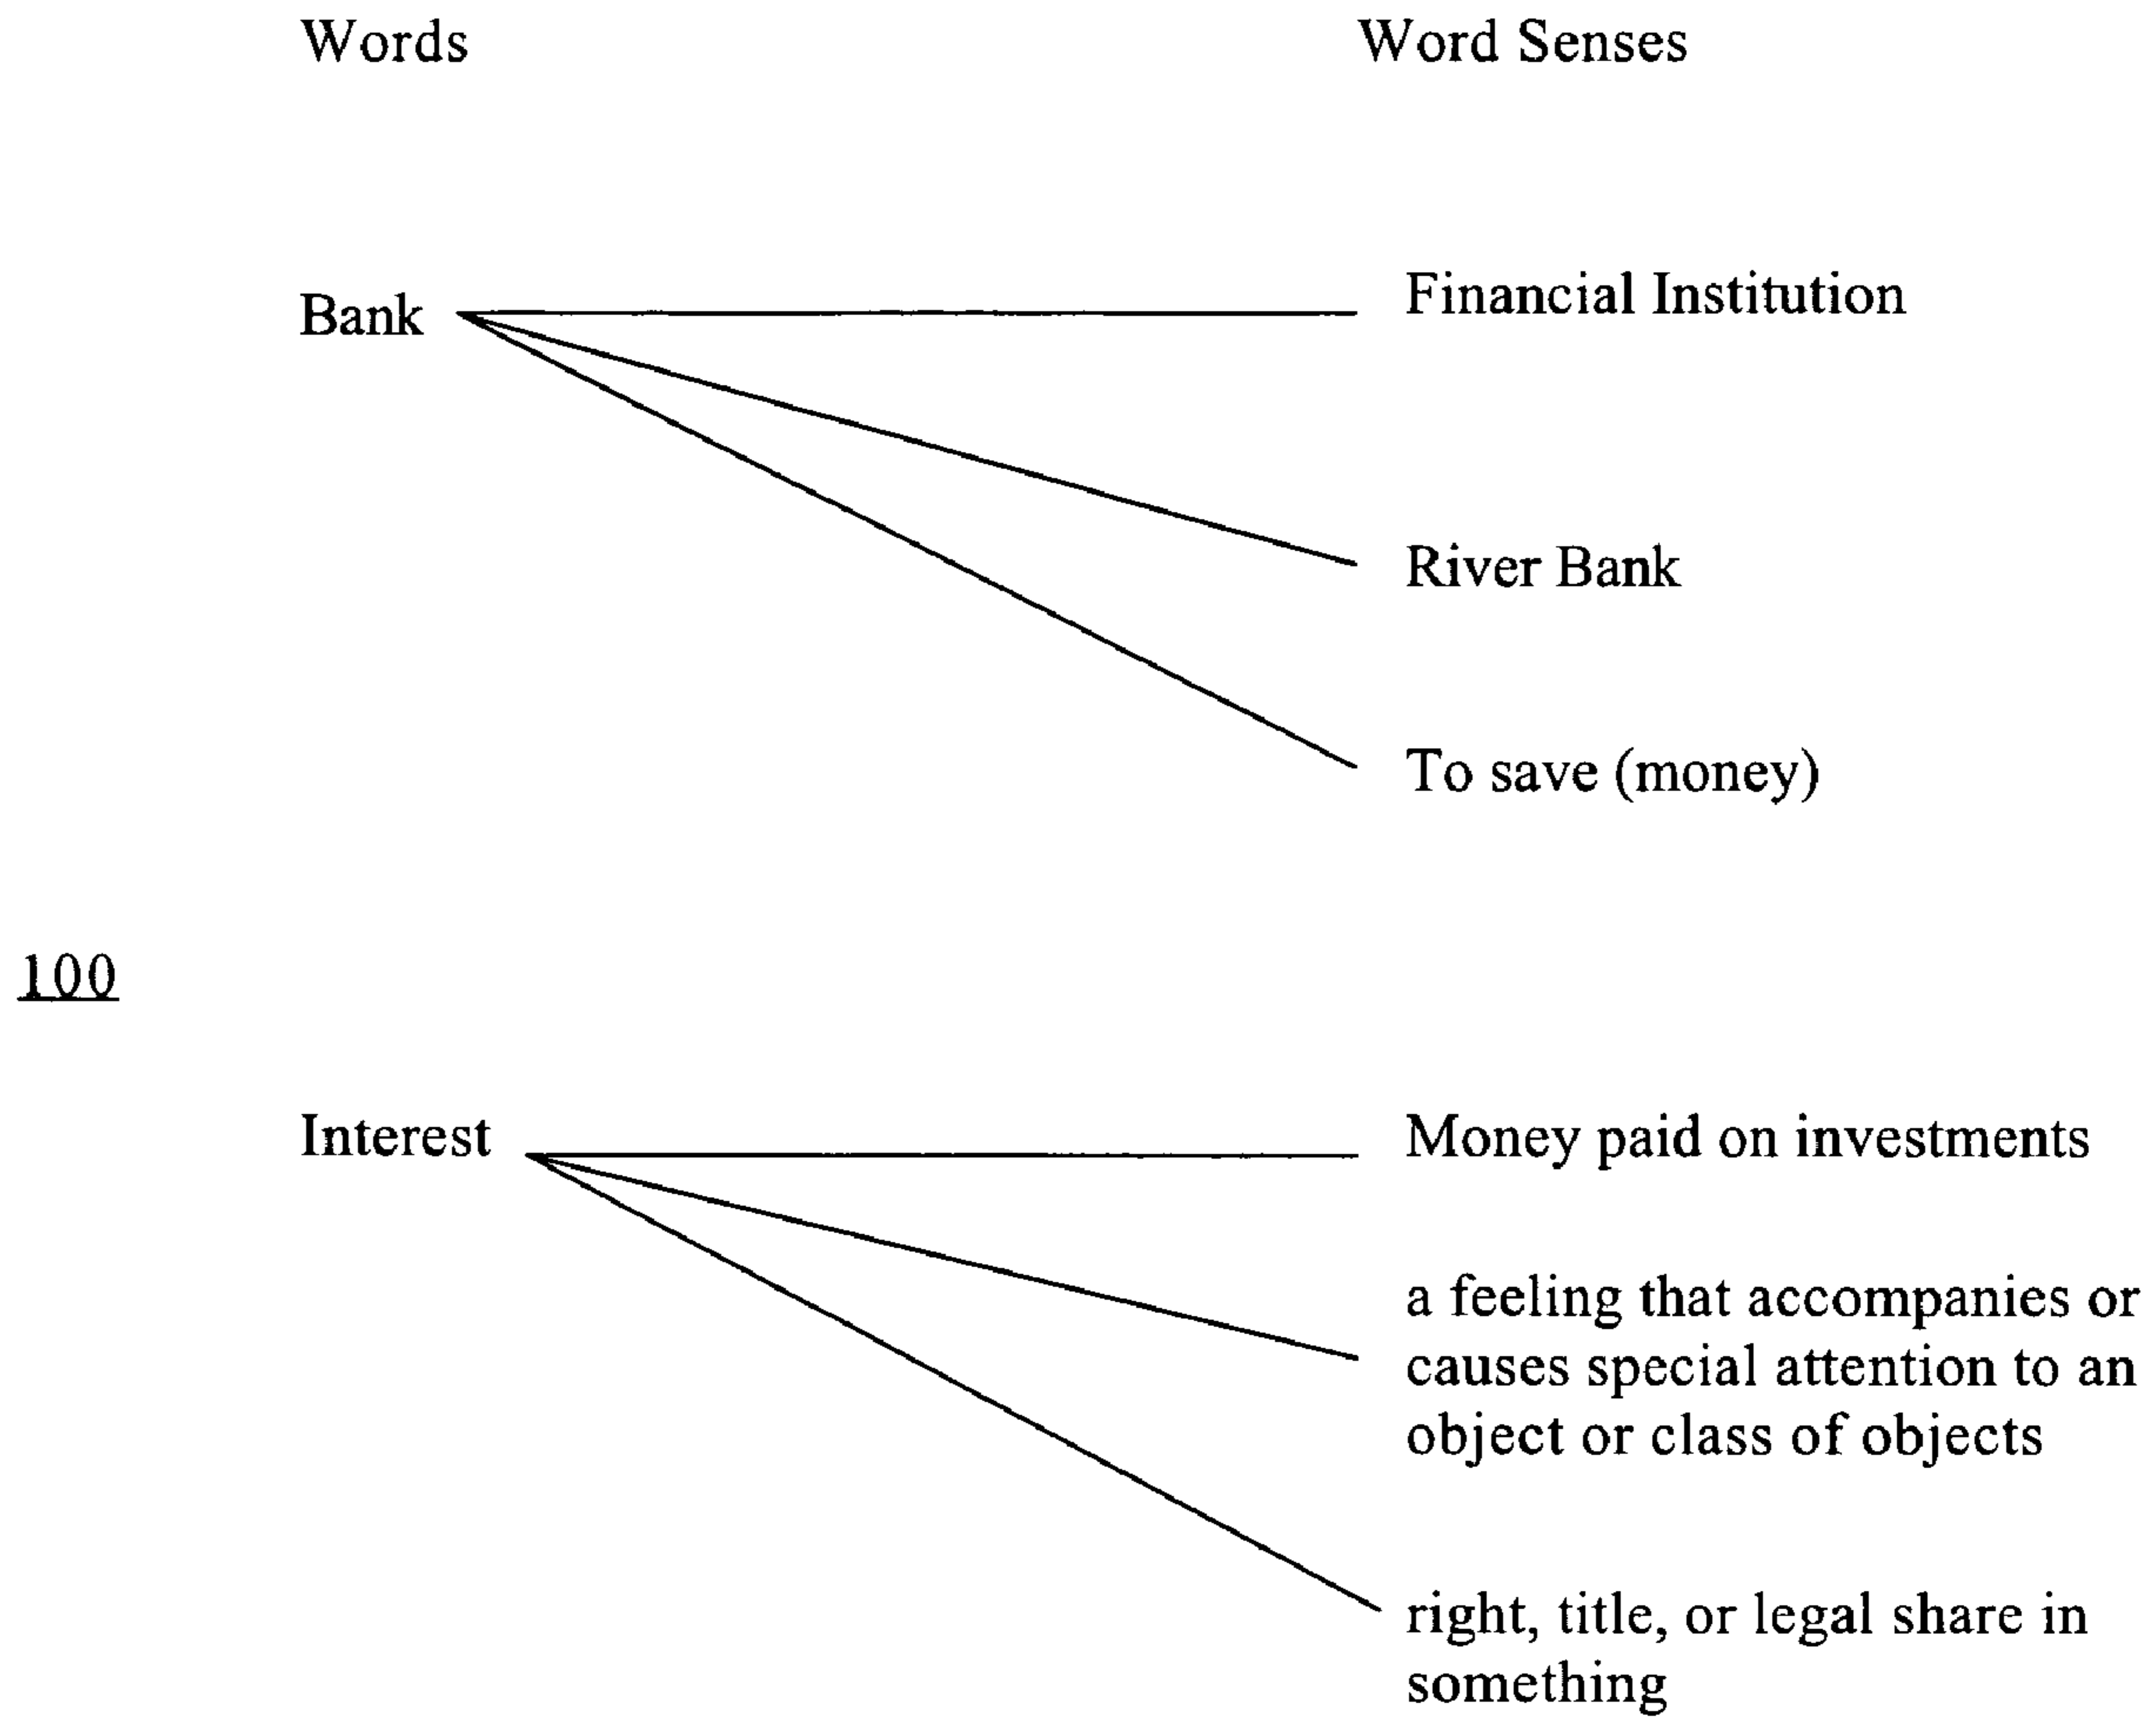 Words
Word Senses
Bank
Financial Institution
River Bank
To save (money)
100
Interest
Money paid on investments
a feeling that accompanies or
causes special attention to an
object or class of objects
right, title, or legal share in
something